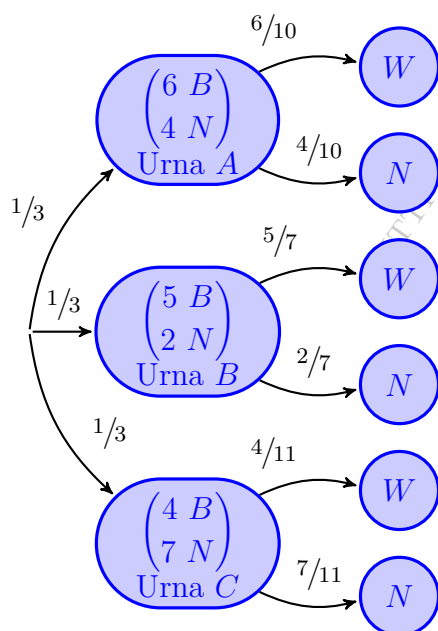 6/10
W
6 B
4 N
Urna A
4/10
N
1/3
5/7
W
1/3
5 B
2 N
Urna B
2/7
N
1/3
4/11
W
4 B
7 N
Urna C
7/11
N